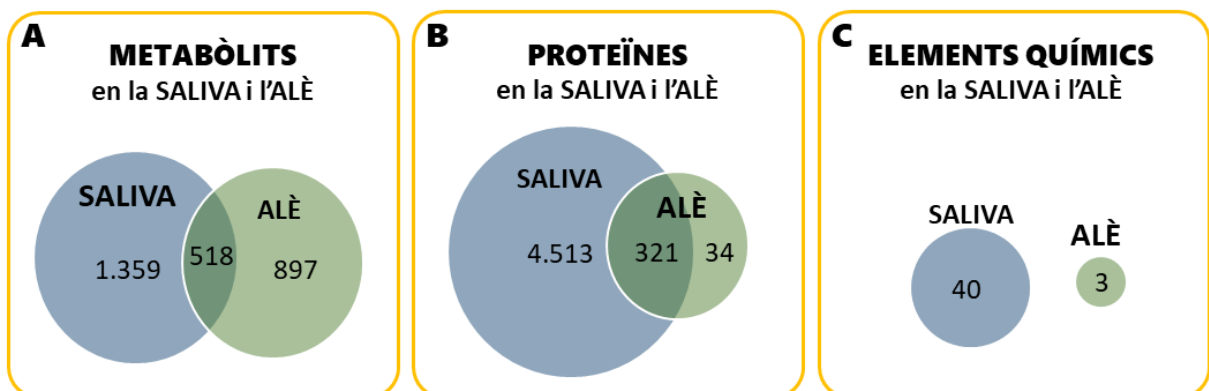 A
METABÒLITS
en la SALIVA i l’ALÈ
SALIVA
ALÈ
1.359
518
897
B
PROTEÏNES
en la SALIVA i l’ALÈ
SALIVA
ALÈ
4.513
321
34
C
ELEMENTS QUÍMICS
en la SALIVA i l’ALÈ
SALIVA
ALÈ
40
3